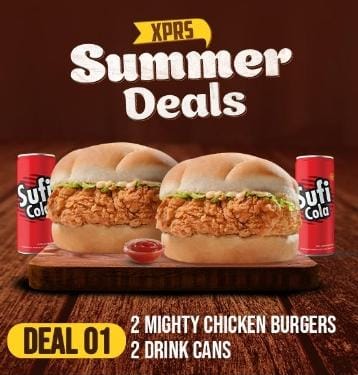 XPRS
Summer
Deals
Sufi
Cola
Sufi
Cola
DEAL 01
2 MIGHTY CHICKEN BURGERS
2 DRINK CANS